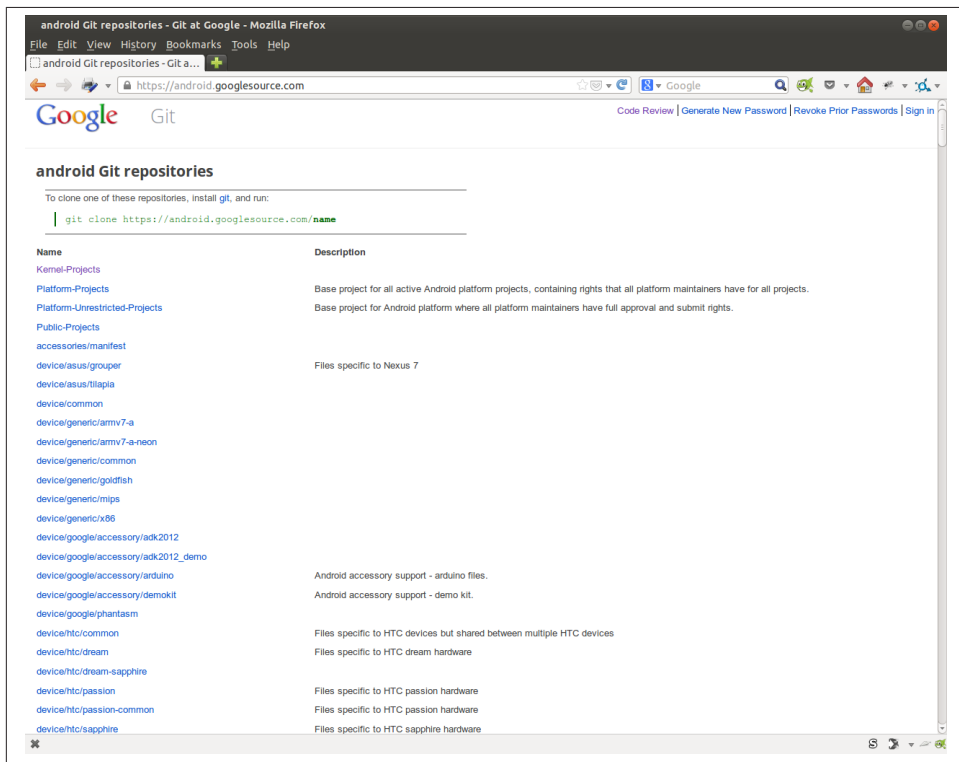 android Git repositories - Git at Google - Mozilla Firefox
File Edit View History Bookmarks Tools Help
android Git repositories - Git a...
https://android.googlesource.com
Google
Google Git
Code Review | Generate New Password | Revoke Prior Passwords | Sign in
android Git repositories
To clone one of these repositories, install git, and run:
git clone https://android.googlesource.com/name
Name Description
Kernel-Projects
Platform-Projects Base project for all active Android platform projects, containing rights that all platform maintainers have for all projects.
Platform-Unrestricted-Projects Base project for Android platform where all platform maintainers have full approval and submit rights.
Public-Projects
accessories/manifest
device/asus/grouper Files specific to Nexus 7
device/asus/tilapia
device/common
device/generic/armv7-a
device/generic/armv7-a-neon
device/generic/common
device/generic/goldfish
device/generic/mips
device/generic/x86
device/google/accessory/adk2012
device/google/accessory/adk2012_demo
device/google/accessory/arduino Android accessory support - arduino files.
device/google/accessory/demokit Android accessory support - demo kit.
device/google/phantasm
device/htc/common Files specific to HTC devices but shared between multiple HTC devices
device/htc/dream Files specific to HTC dream hardware
device/htc/dream-sapphire
device/htc/passion Files specific to HTC passion hardware
device/htc/passion-common Files specific to HTC passion hardware
device/htc/sapphire Files specific to HTC sapphire hardware